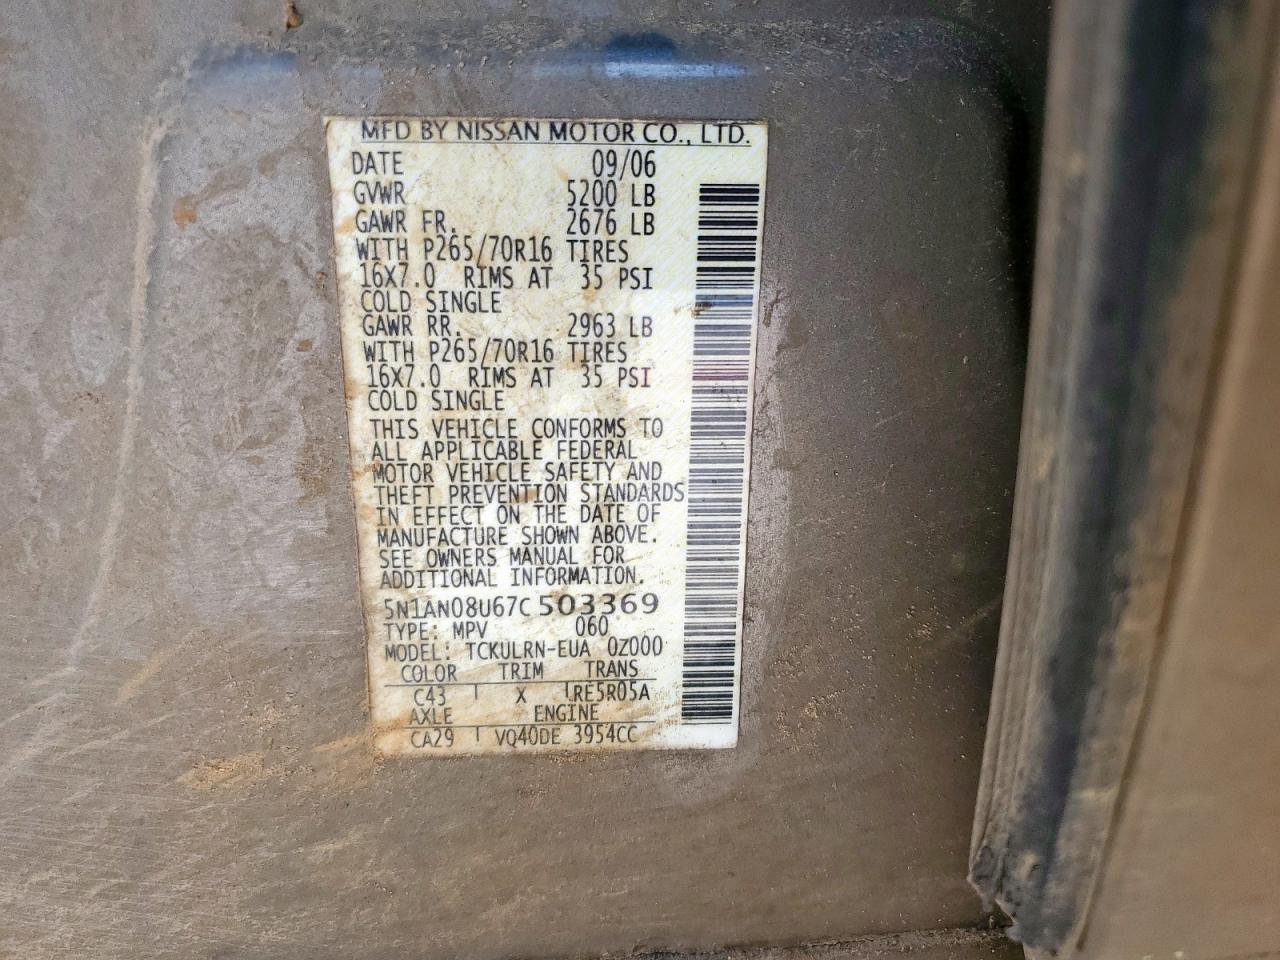 MFD BY NISSAN MOTOR CO., LTD.
DATE 09/06
GVWR 5200 LB
GAWR FR. 2676 LB
WITH P265/70R16 TIRES
16X7.0 RIMS AT 35 PSI
COLD SINGLE
GAWR RR. 2963 LB
WITH P265/70R16 TIRES
16X7.0 RIMS AT 35 PSI
COLD SINGLE
THIS VEHICLE CONFORMS TO
ALL APPLICABLE FEDERAL
MOTOR VEHICLE SAFETY AND
THEFT PREVENTION STANDARDS
IN EFFECT ON THE DATE OF
MANUFACTURE SHOWN ABOVE.
SEE OWNERS MANUAL FOR
ADDITIONAL INFORMATION.
5N1AN08U67C503369
TYPE: MPV 060
MODEL: TCKULRN-EUA 0Z000
COLOR TRIM TRANS
C43 X RE5R05A
AXLE ENGINE
CA29 VQ40DE 3954CC